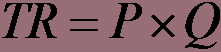 TR = P × Q